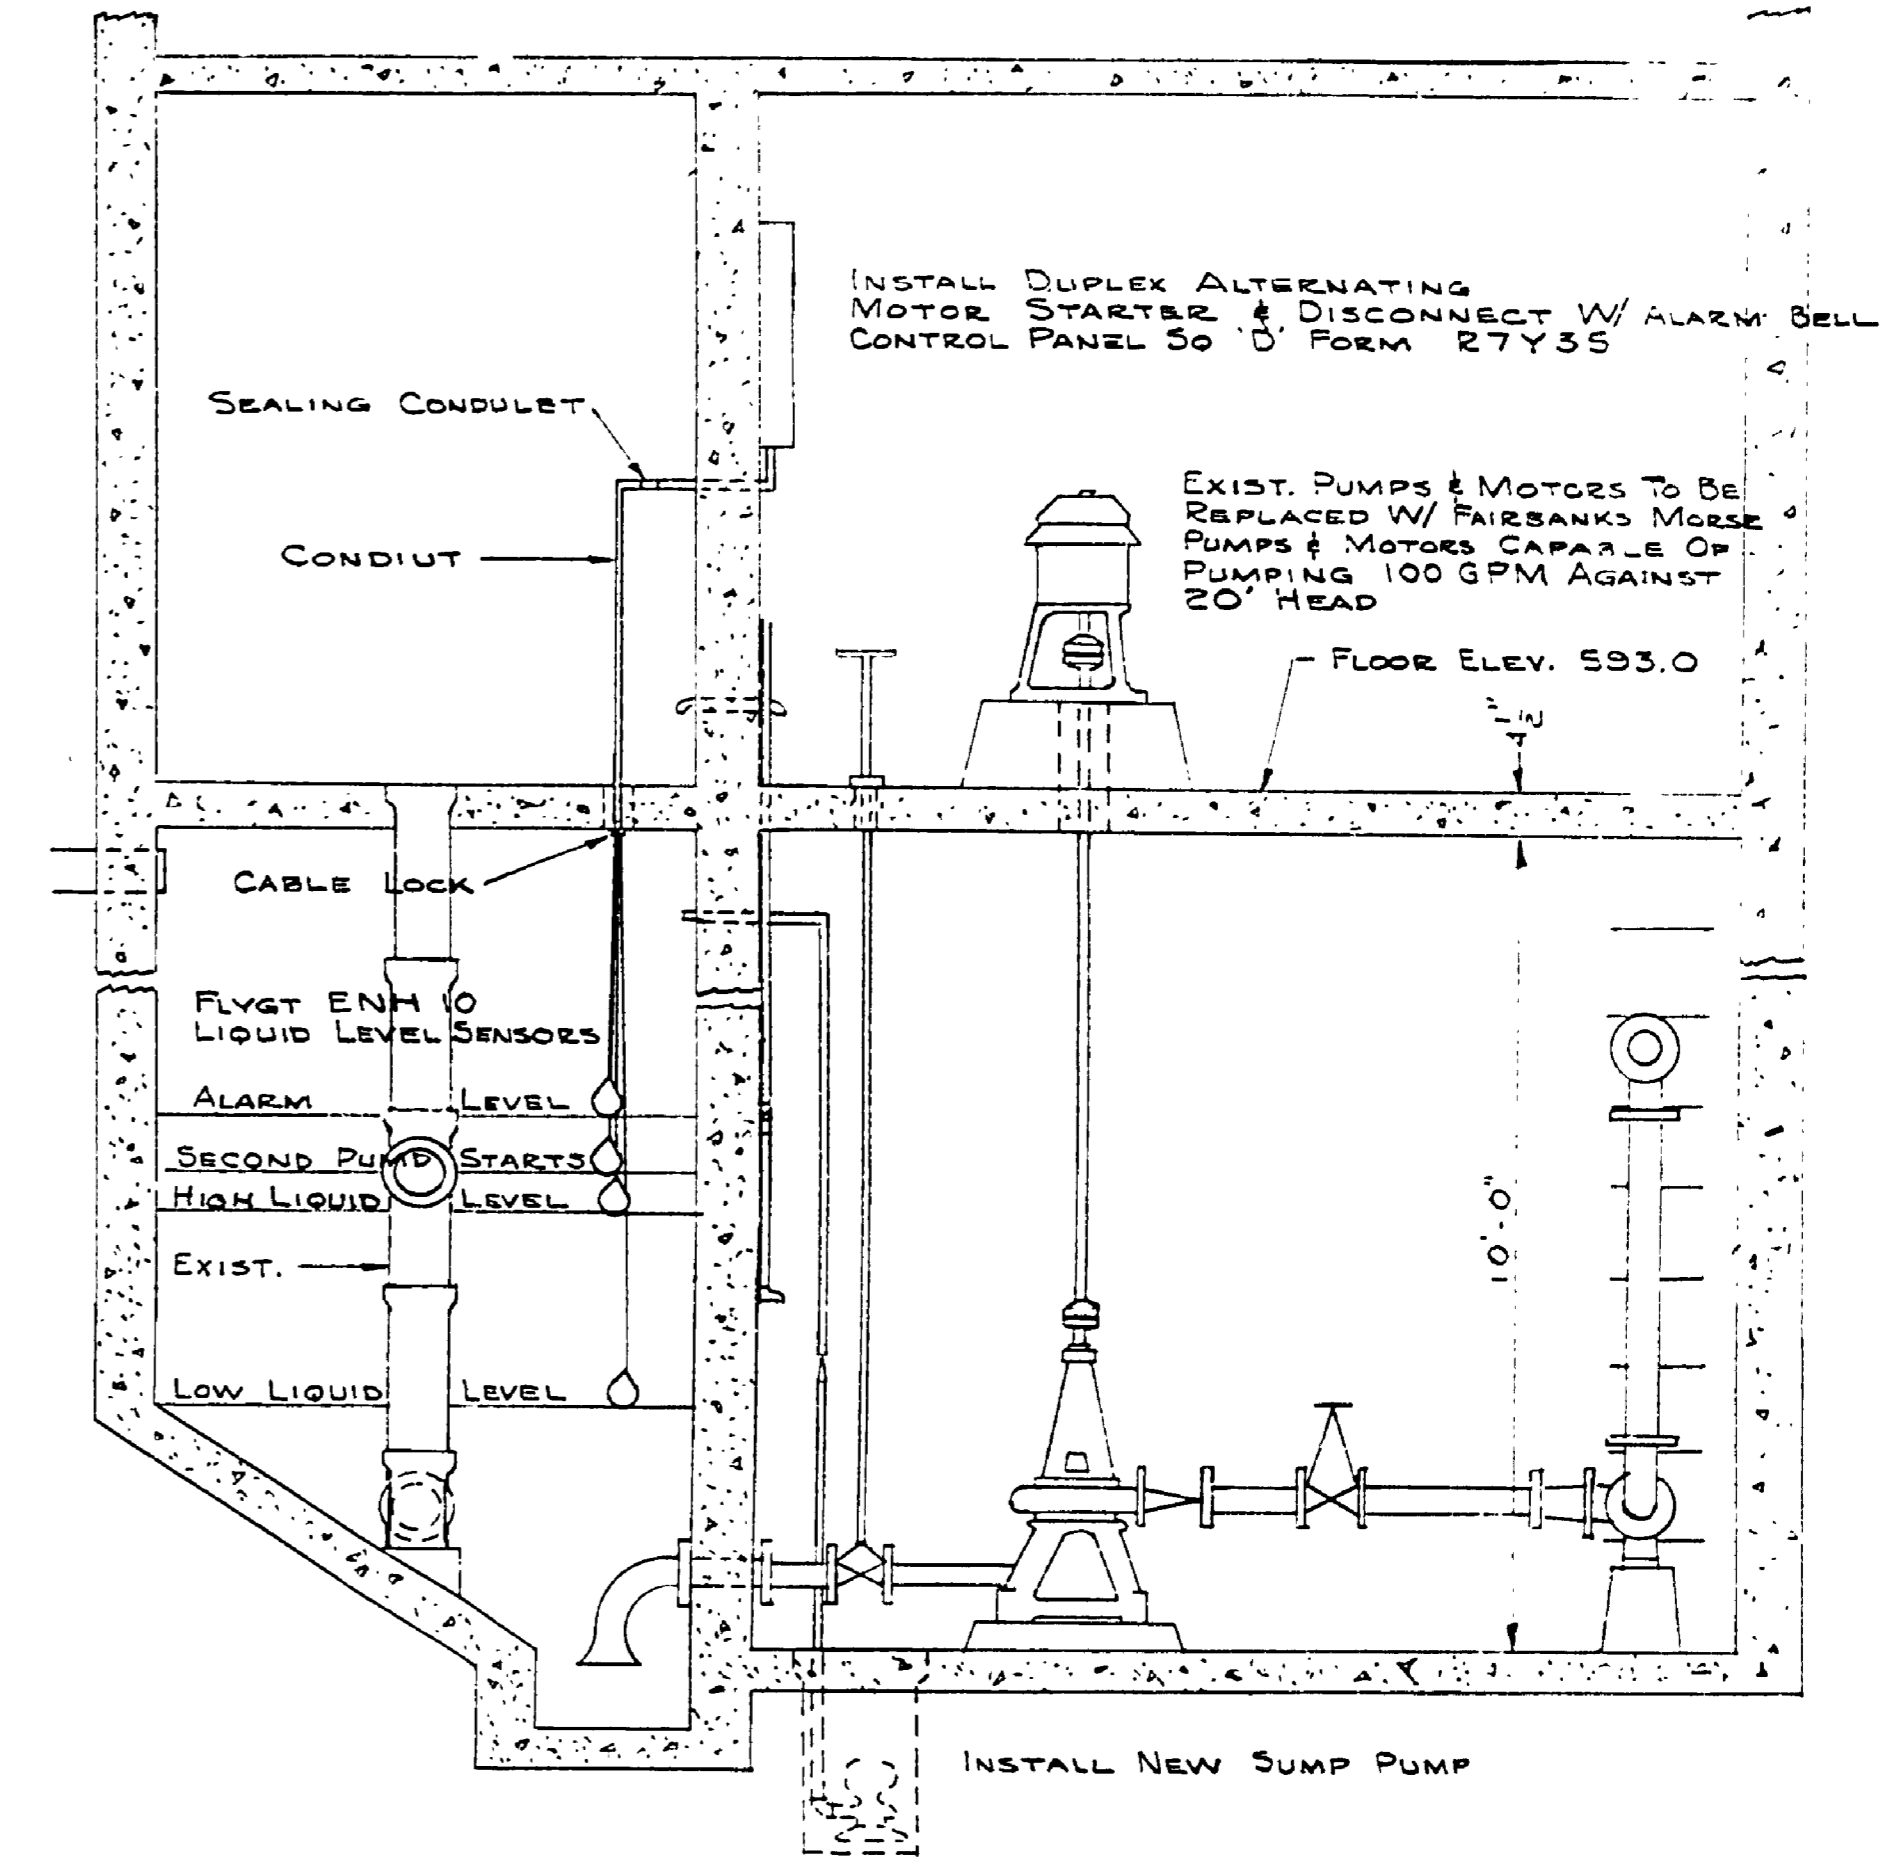 INSTALL DUPLEX ALTERNATING
MOTOR STARTER & DISCONNECT W/ ALARM BELL
CONTROL PANEL SQ 'D' FORM R7Y3S
SEALING CONDULET
EXIST. PUMPS & MOTORS TO BE
REPLACED W/ FAIRBANKS MORSE
PUMPS & MOTORS CAPABLE OF
PUMPING 100 GPM AGAINST
20' HEAD
CONDIUT
FLOOR ELEV. 593.0
CABLE LOCK
FLYGT ENH 10
LIQUID LEVEL SENSORS
ALARM LEVEL
SECOND PUMP STARTS
HIGH LIQUID LEVEL
10'-0"
EXIST.
LOW LIQUID LEVEL
INSTALL NEW SUMP PUMP